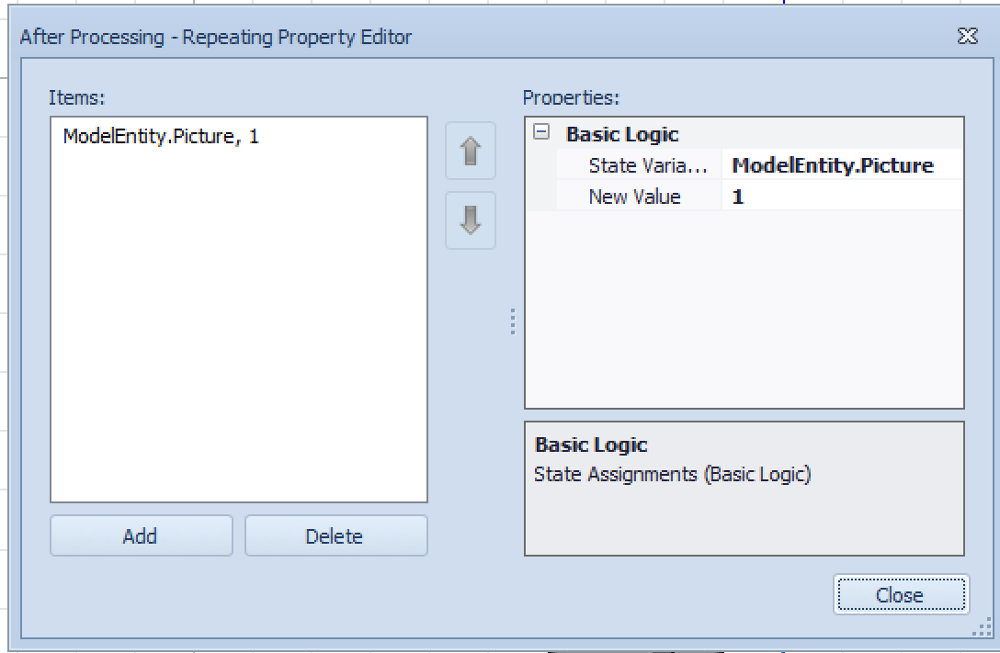 After Processing - Repeating Property Editor
Items:
ModelEntity.Picture, 1
Add
Delete
Properties:
Basic Logic
State Varia... ModelEntity.Picture
New Value 1
Basic Logic
State Assignments (Basic Logic)
Close